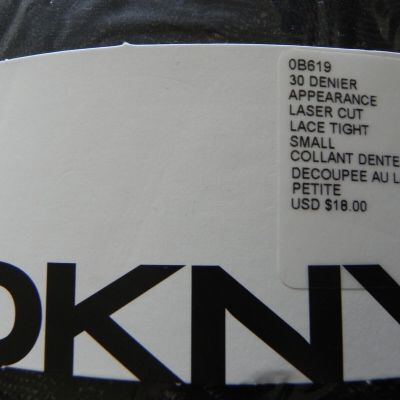 0B619
30 DENIER
APPEARANCE
LASER CUT
LACE TIGHT
SMALL
COLLANT DENTE
DECOUPEE AU L
PETITE
USD $18.00
DKNY